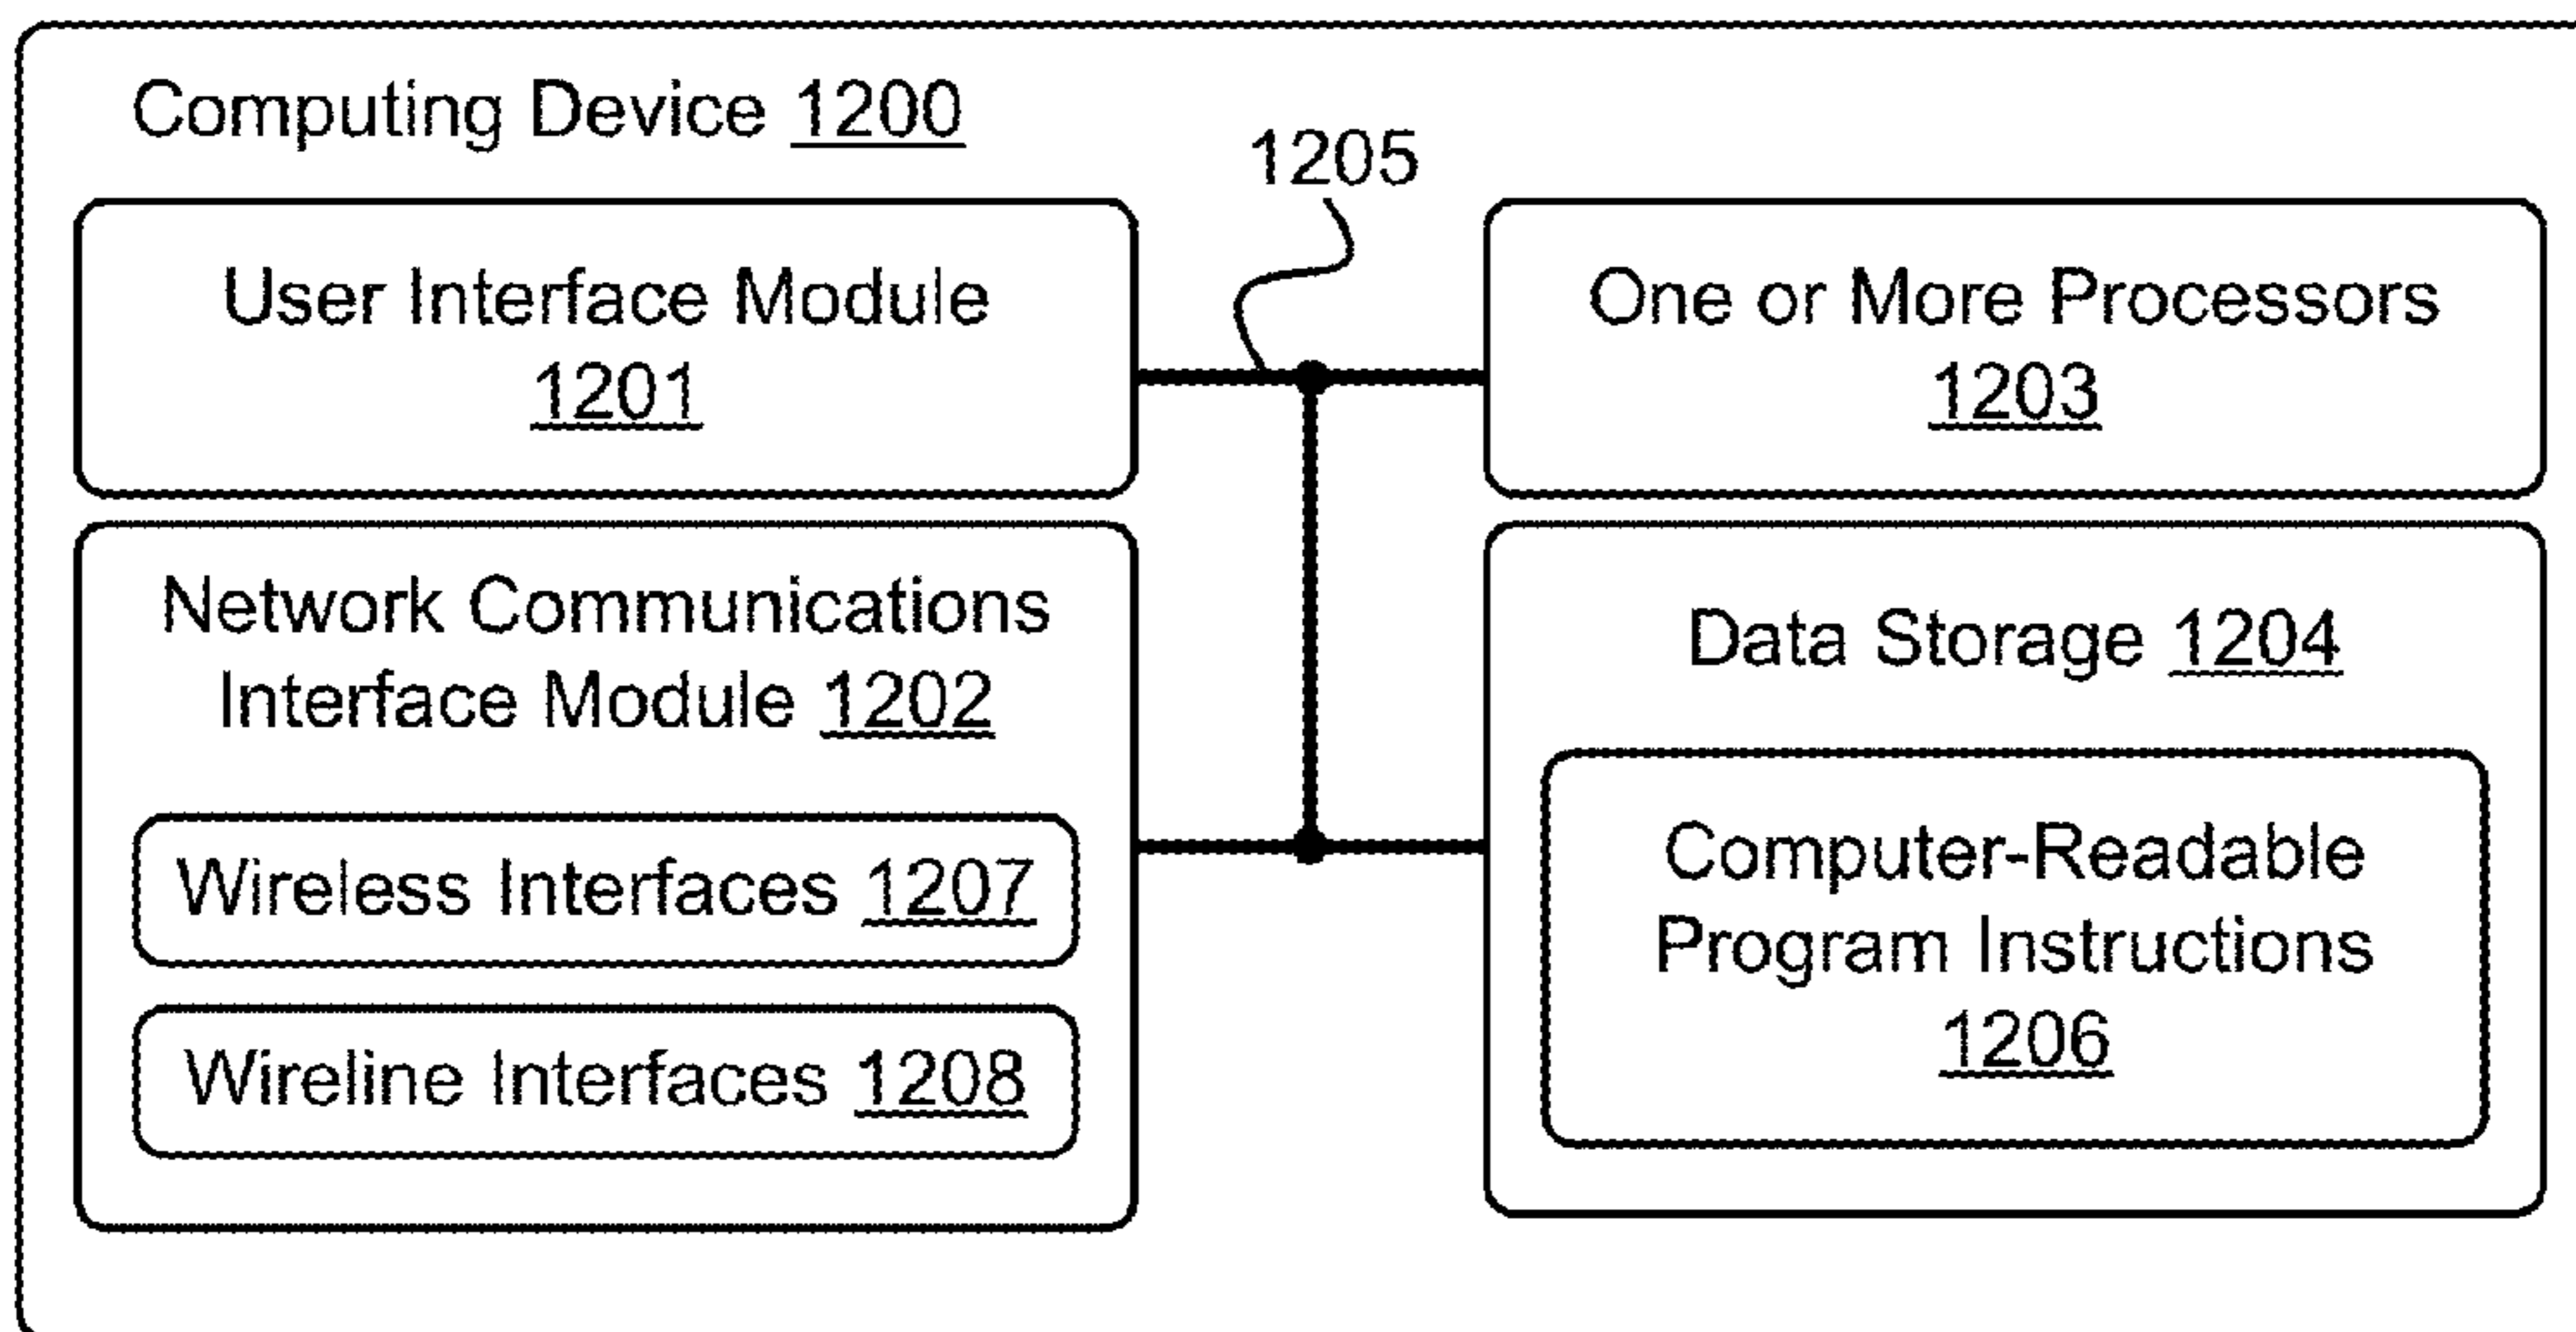 Computing Device 1200
1205
User Interface Module
1201
One or More Processors
1203
Network Communications
Interface Module 1202
Wireless Interfaces 1207
Wireline Interfaces 1208
Data Storage 1204
Computer-Readable
Program Instructions
1206